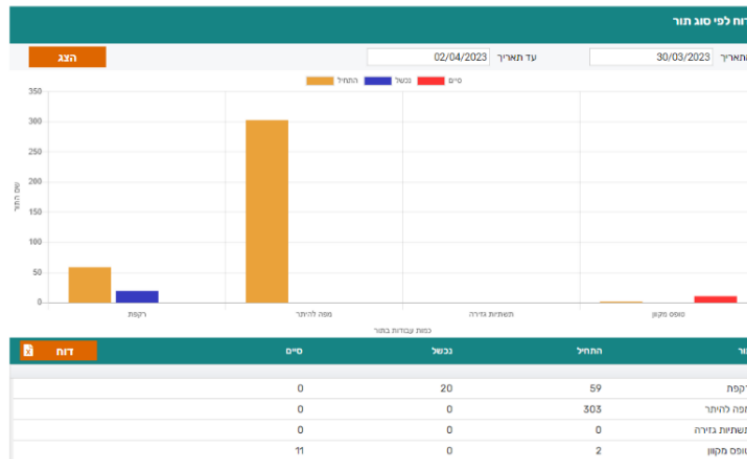 דוח לפי סוג תור
מתאריך 30/03/2023 עד תאריך 02/04/2023 הצג
התחיל נכשל סיים
350
300
250
200
150
100
50
0
שם התור
רקפת מפה להיתר תשתיות גזירה טופס מקוון
כמות עבודות בתור
תור התחיל נכשל סיים דוח
רקפת 59 20 0
מפה להיתר 303 0 0
תשתיות גזירה 0 0 0
טופס מקוון 2 0 11